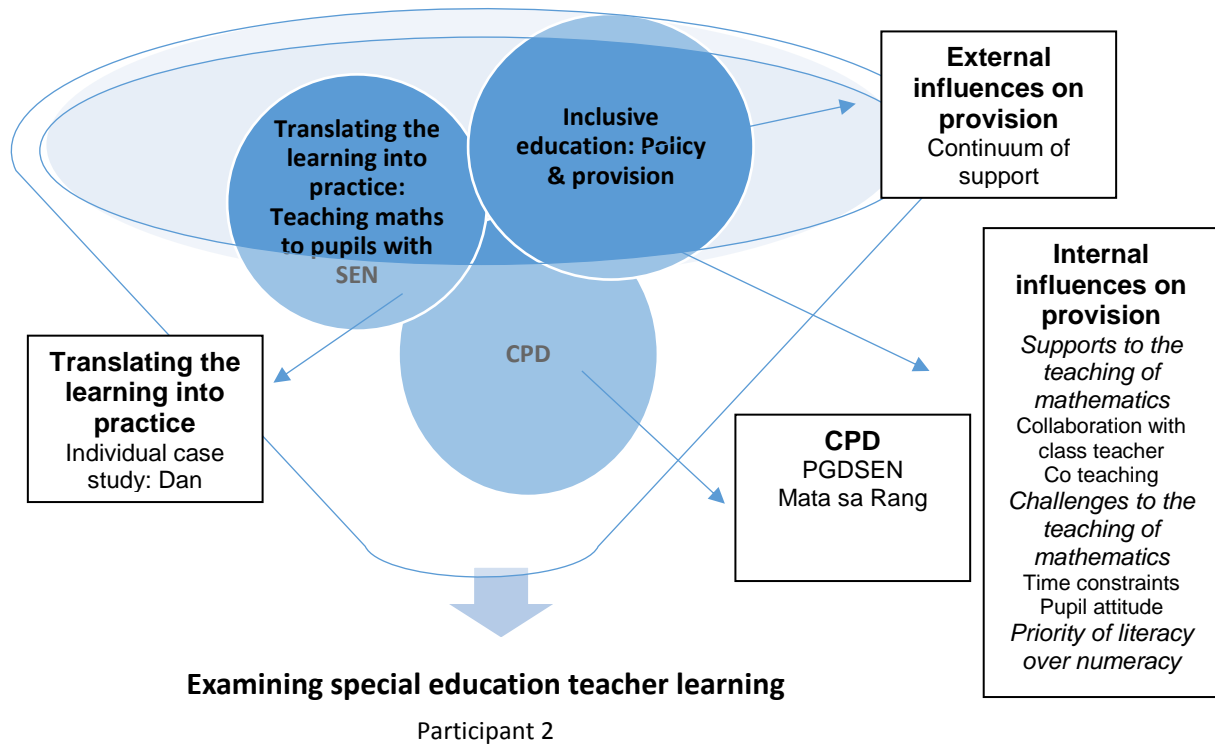 Translating the
learning into
practice:
Teaching maths
to pupils with
SEN
Inclusive
education: Policy
& provision
CPD
External
influences on
provision
Continuum of
support
Internal
influences on
provision
Supports to the
teaching of
mathematics
Collaboration with
class teacher
Co teaching
Challenges to the
teaching of
mathematics
Time constraints
Pupil attitude
Priority of literacy
over numeracy
Translating the
learning into
practice
Individual case
study: Dan
CPD
PGDSEN
Mata sa Rang
Examining special education teacher learning
Participant 2